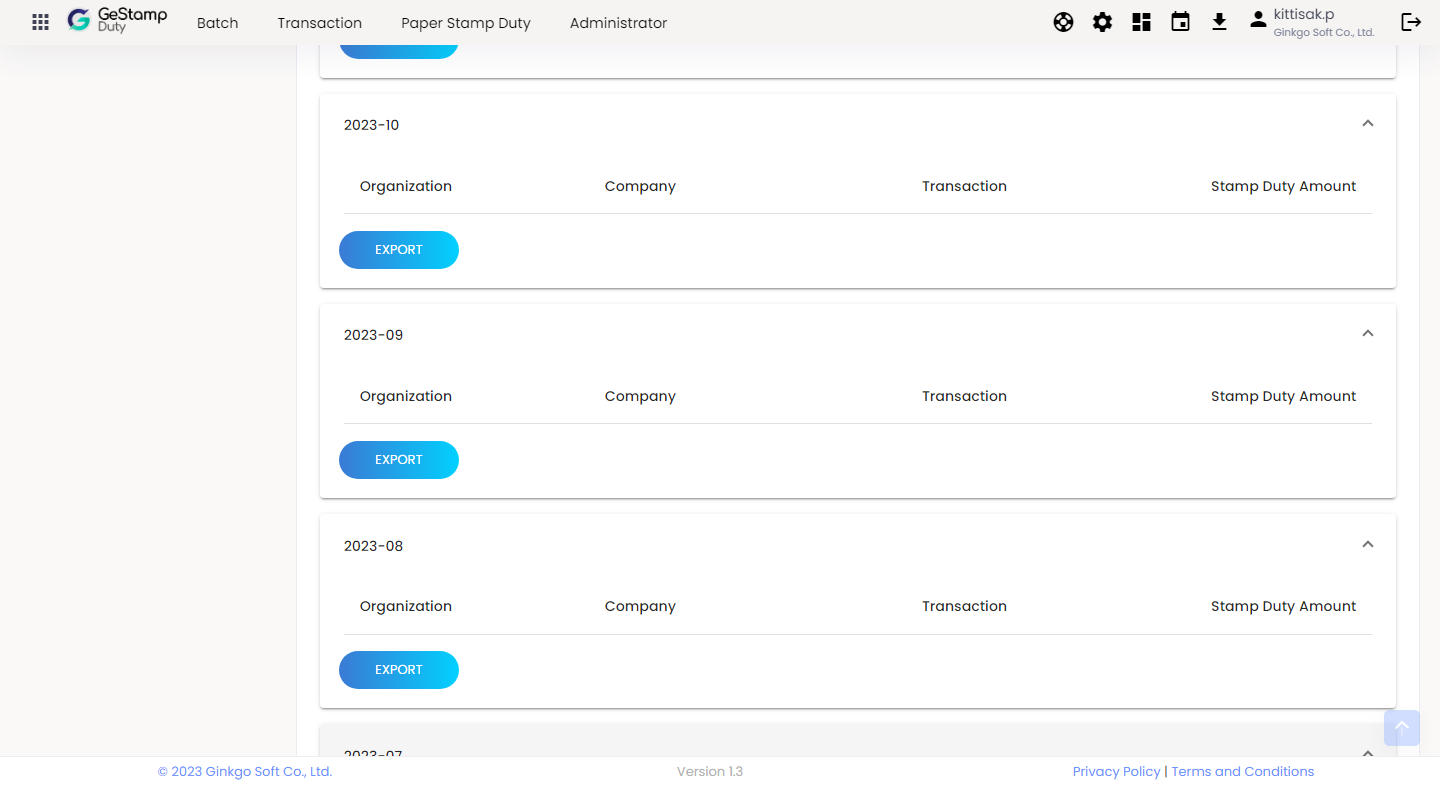 GeStamp
Duty
Batch
Transaction
Paper Stamp Duty
Administrator
kittisak.p
Ginkgo Soft Co., Ltd.
2023-10
Organization Company Transaction Stamp Duty Amount
EXPORT
2023-09
Organization Company Transaction Stamp Duty Amount
EXPORT
2023-08
Organization Company Transaction Stamp Duty Amount
EXPORT
2023-07
© 2023 Ginkgo Soft Co., Ltd.
Version 1.3
Privacy Policy | Terms and Conditions